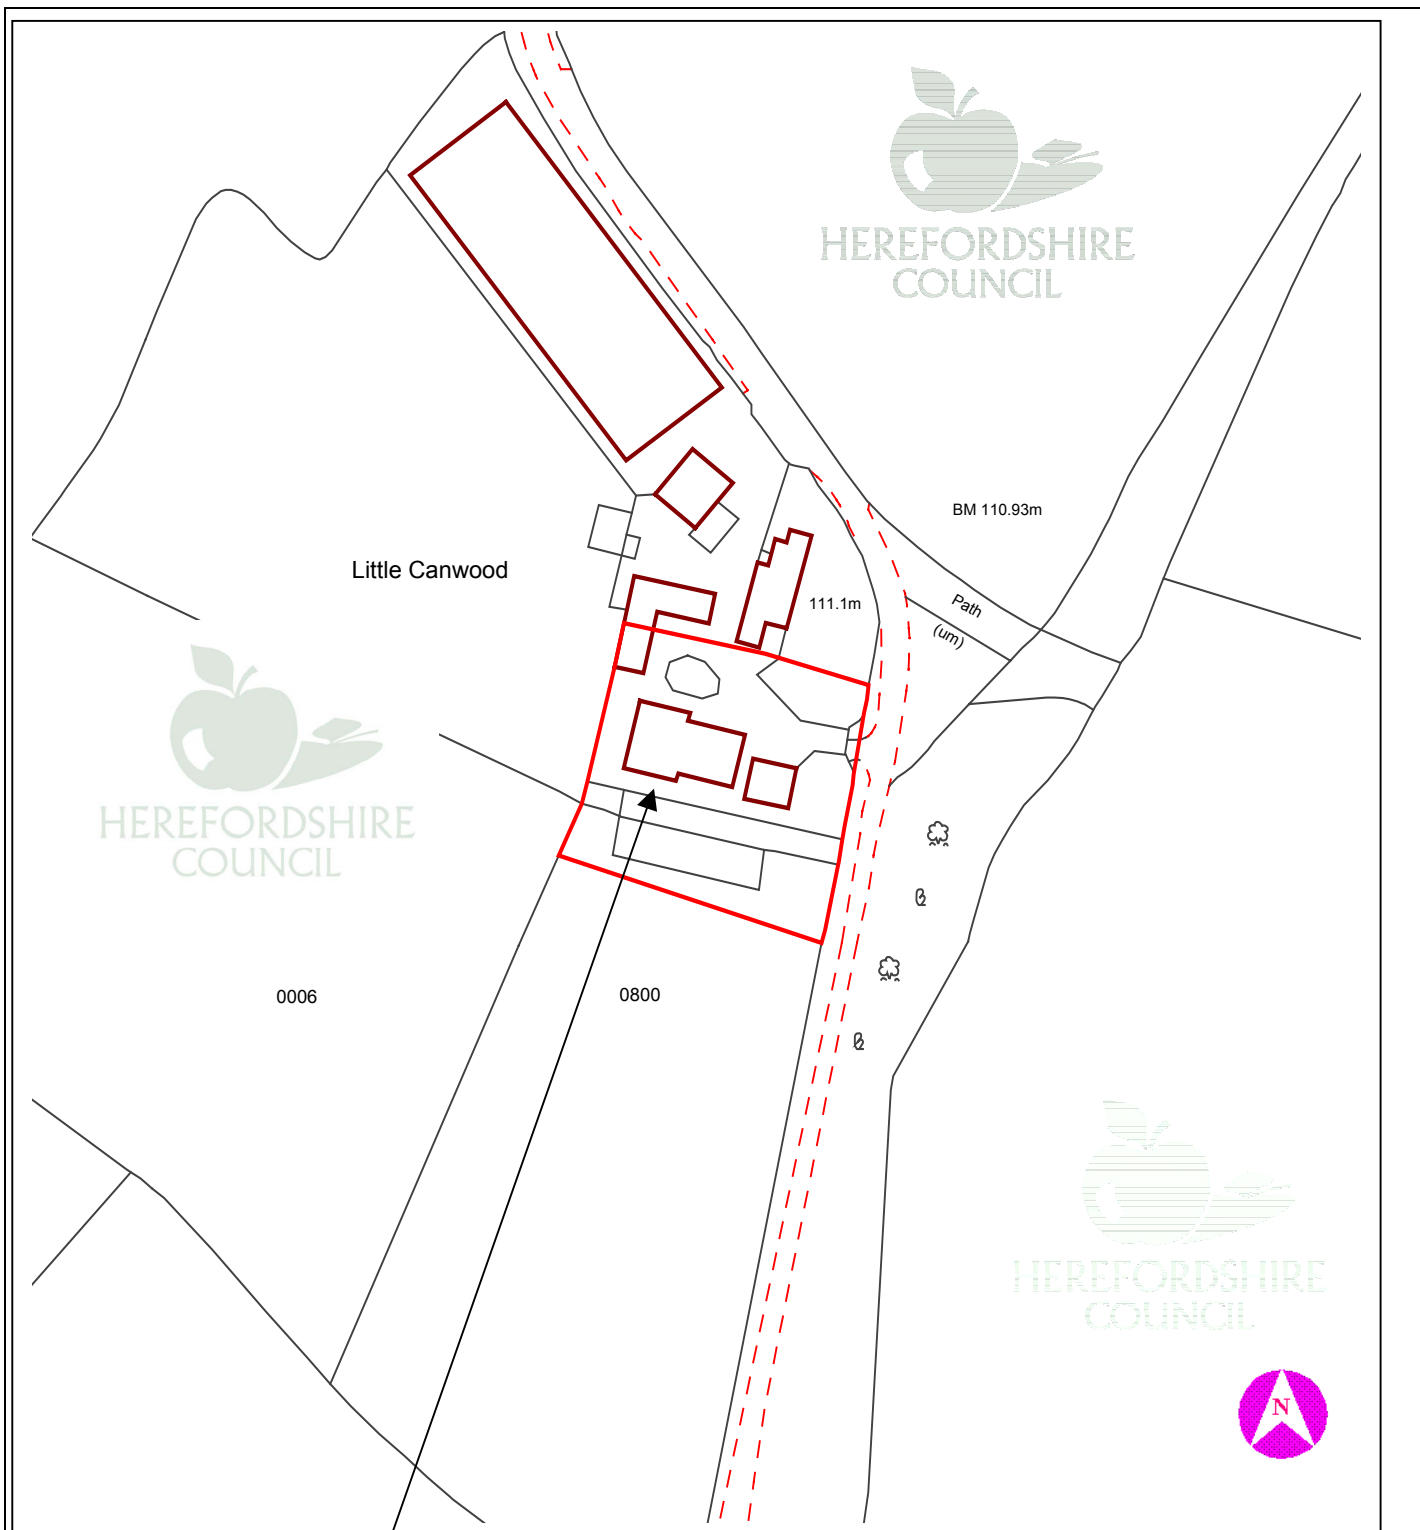 HEREFORDSHIRE
COUNCIL
BM 110.93m
Little Canwood
111.1m
Path
(um)
HEREFORDSHIRE
COUNCIL
0006
0800
HEREFORDSHIRE
COUNCIL
N